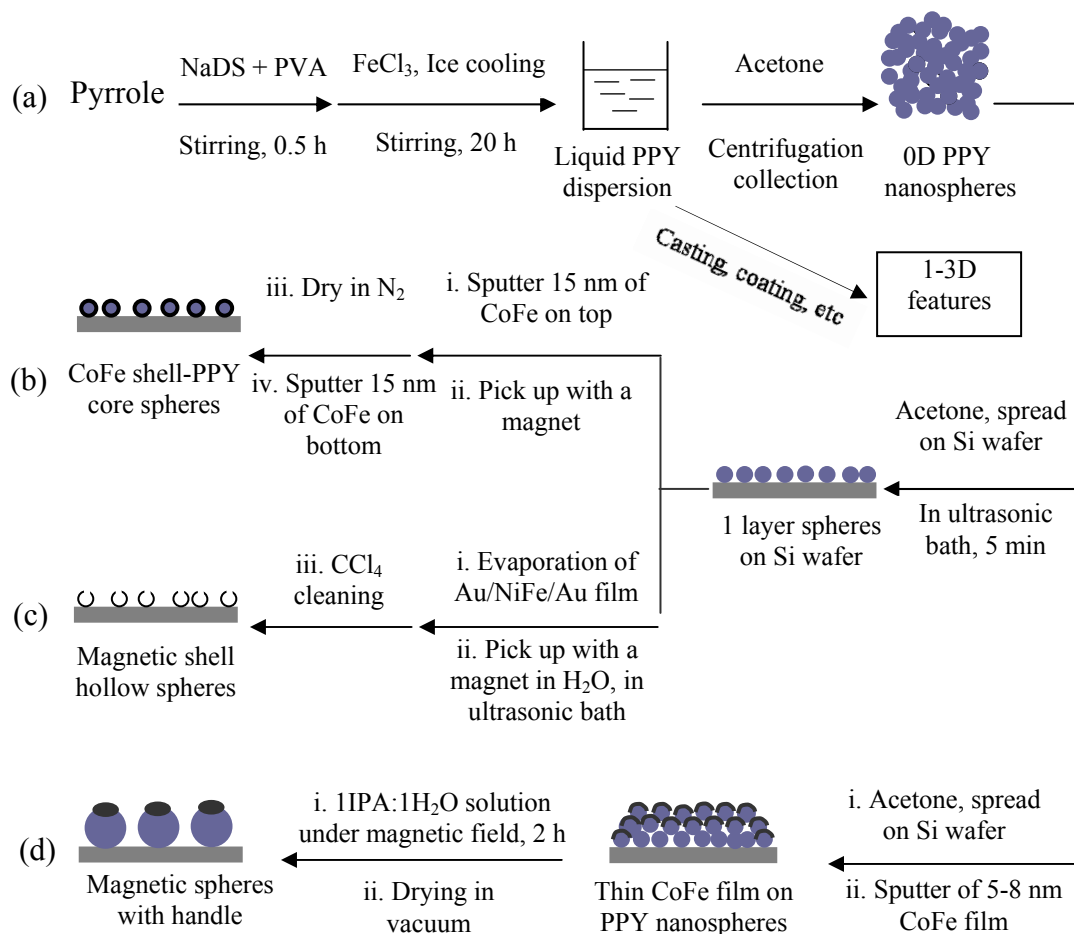 (a)
Pyrrole
NaDS + PVA
Stirring, 0.5 h
FeCl₃, Ice cooling
Stirring, 20 h
Liquid PPY
dispersion
Acetone
Centrifugation
collection
0D PPY
nanospheres
Casting, coating, etc
1-3D
features
(b)
CoFe shell-PPY
core spheres
iii. Dry in N₂
iv. Sputter 15 nm
of CoFe on
bottom
i. Sputter 15 nm of
CoFe on top
ii. Pick up with a
magnet
Acetone, spread
on Si wafer
In ultrasonic
bath, 5 min
1 layer spheres
on Si wafer
(c)
Magnetic shell
hollow spheres
iii. CCl₄
cleaning
i. Evaporation of
Au/NiFe/Au film
ii. Pick up with a
magnet in H₂O, in
ultrasonic bath
(d)
Magnetic spheres
with handle
i. 1IPA:1H₂O solution
under magnetic field, 2 h
ii. Drying in
vacuum
Thin CoFe film on
PPY nanospheres
i. Acetone, spread
on Si wafer
ii. Sputter of 5-8 nm
CoFe film